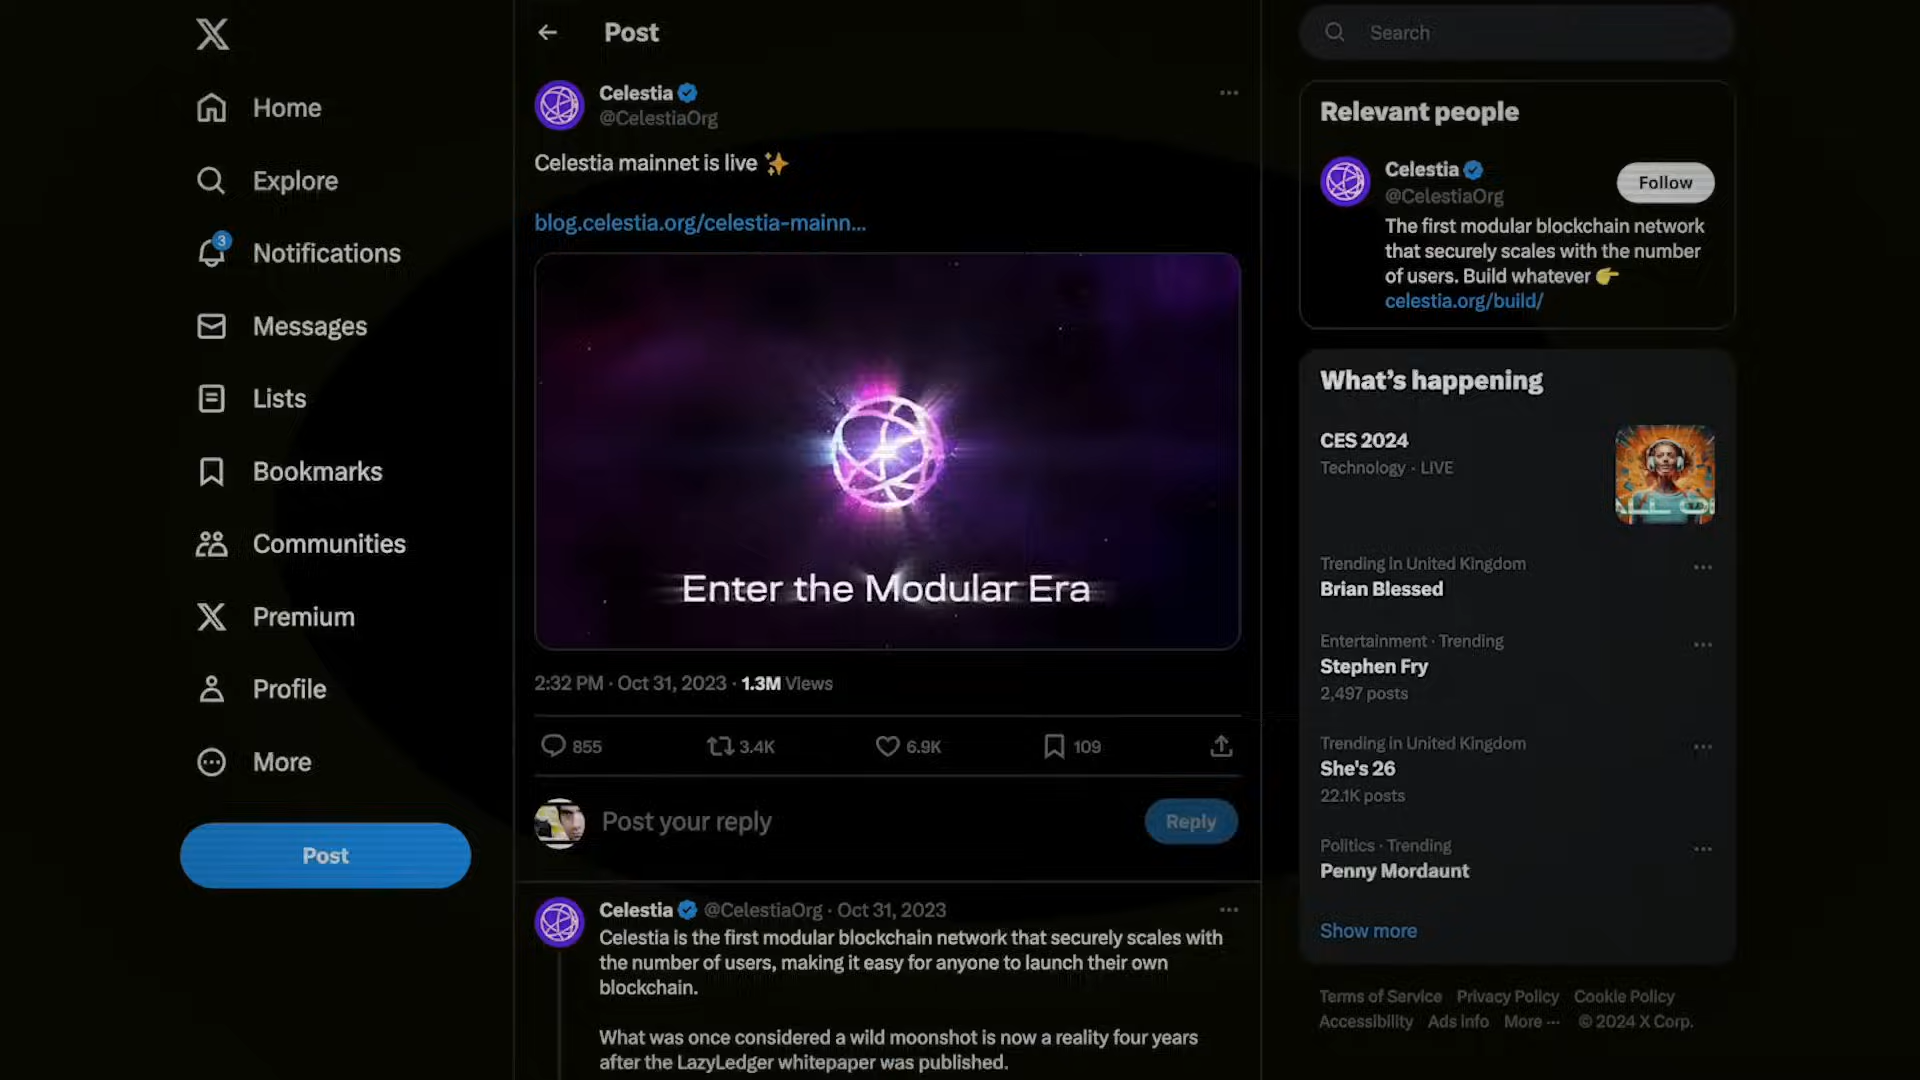 Home
Explore
3
Notifications
Messages
Lists
Bookmarks
Communities
Premium
Profile
More
Post
Post
Celestia
@CelestiaOrg
Celestia mainnet is live ✨
blog.celestia.org/celestia-mainn...
Enter the Modular Era
2:32 PM · Oct 31, 2023 · 1.3M Views
855
3.4K
6.9K
109
Post your reply
Reply
Celestia @CelestiaOrg · Oct 31, 2023
Celestia is the first modular blockchain network that securely scales with
the number of users, making it easy for anyone to launch their own
blockchain.
What was once considered a wild moonshot is now a reality four years
after the LazyLedger whitepaper was published.
Search
Relevant people
Celestia
@CelestiaOrg
Follow
The first modular blockchain network
that securely scales with the number
of users. Build whatever 👉
celestia.org/build/
What's happening
CES 2024
Technology · LIVE
Trending in United Kingdom
Brian Blessed
Entertainment · Trending
Stephen Fry
2,497 posts
Trending in United Kingdom
She's 26
22.1K posts
Politics · Trending
Penny Mordaunt
Show more
Terms of Service Privacy Policy Cookie Policy
Accessibility Ads info More ··· © 2024 X Corp.